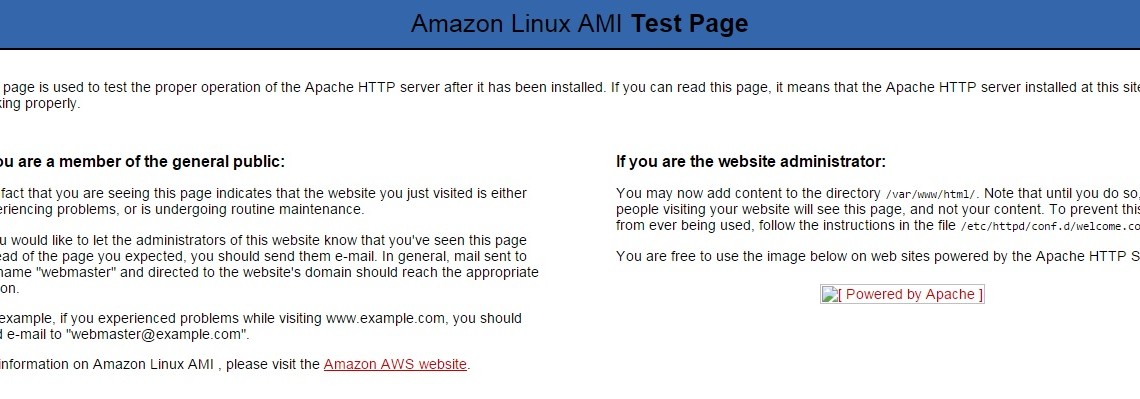 Amazon Linux AMI Test Page
page is used to test the proper operation of the Apache HTTP server after it has been installed. If you can read this page, it means that the Apache HTTP server installed at this site
king properly.
ou are a member of the general public:
fact that you are seeing this page indicates that the website you just visited is either
eriencing problems, or is undergoing routine maintenance.
u would like to let the administrators of this website know that you've seen this page
ead of the page you expected, you should send them e-mail. In general, mail sent to
name "webmaster" and directed to the website's domain should reach the appropriate
on.
example, if you experienced problems while visiting www.example.com, you should
d e-mail to "webmaster@example.com".
information on Amazon Linux AMI , please visit the Amazon AWS website.
If you are the website administrator:
You may now add content to the directory /var/www/html/. Note that until you do so,
people visiting your website will see this page, and not your content. To prevent this
from ever being used, follow the instructions in the file /etc/httpd/conf.d/welcome.co
You are free to use the image below on web sites powered by the Apache HTTP S
[ Powered by Apache ]